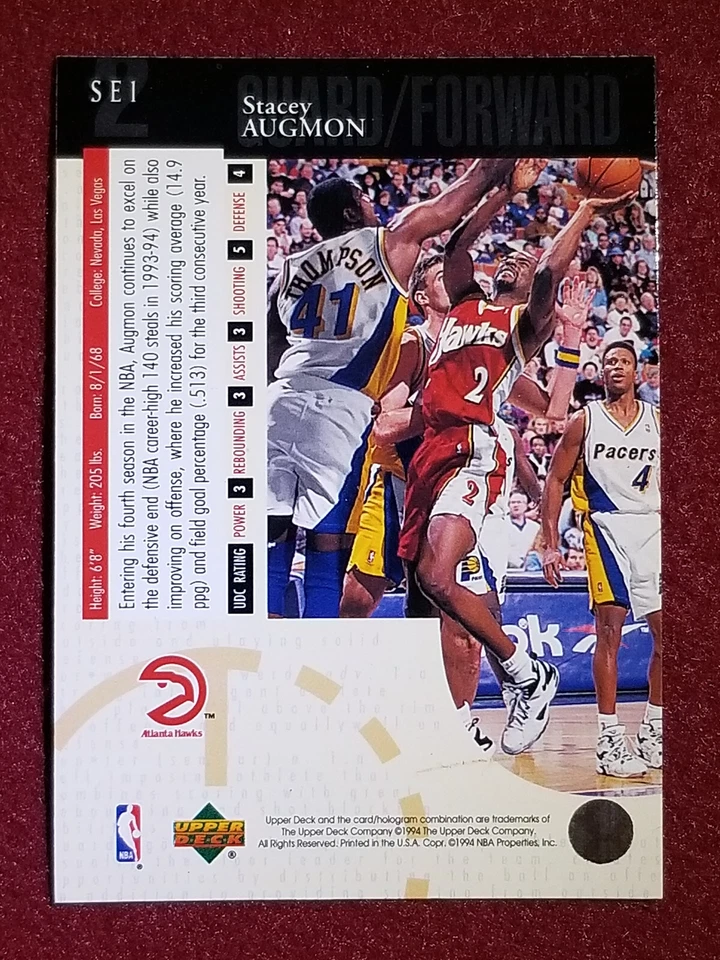 SE1
2
GUARD/FORWARD
Stacey
AUGMON
Height: 6'8" Weight: 205 lbs. Born: 8/1/68 College: Nevada, Las Vegas
Entering his fourth season in the NBA, Augmon continues to excel on
the defensive end (NBA career-high 140 steals in 1993-94) while also
improving on offense, where he increased his scoring average (14.9
ppg) and field goal percentage (.513) for the third consecutive year.
UDC RATING POWER 3 REBOUNDING 3 ASSISTS 3 SHOOTING 5 DEFENSE 4
THOMPSON
41
Hawks
2
2
Pacers
4
Atlanta Hawks
™
NBA
®
UPPER
DECK
®
Upper Deck and the card/hologram combination are trademarks of
The Upper Deck Company ©1994 The Upper Deck Company.
All Rights Reserved. Printed in the U.S.A. Copr. ©1994 NBA Properties, Inc.